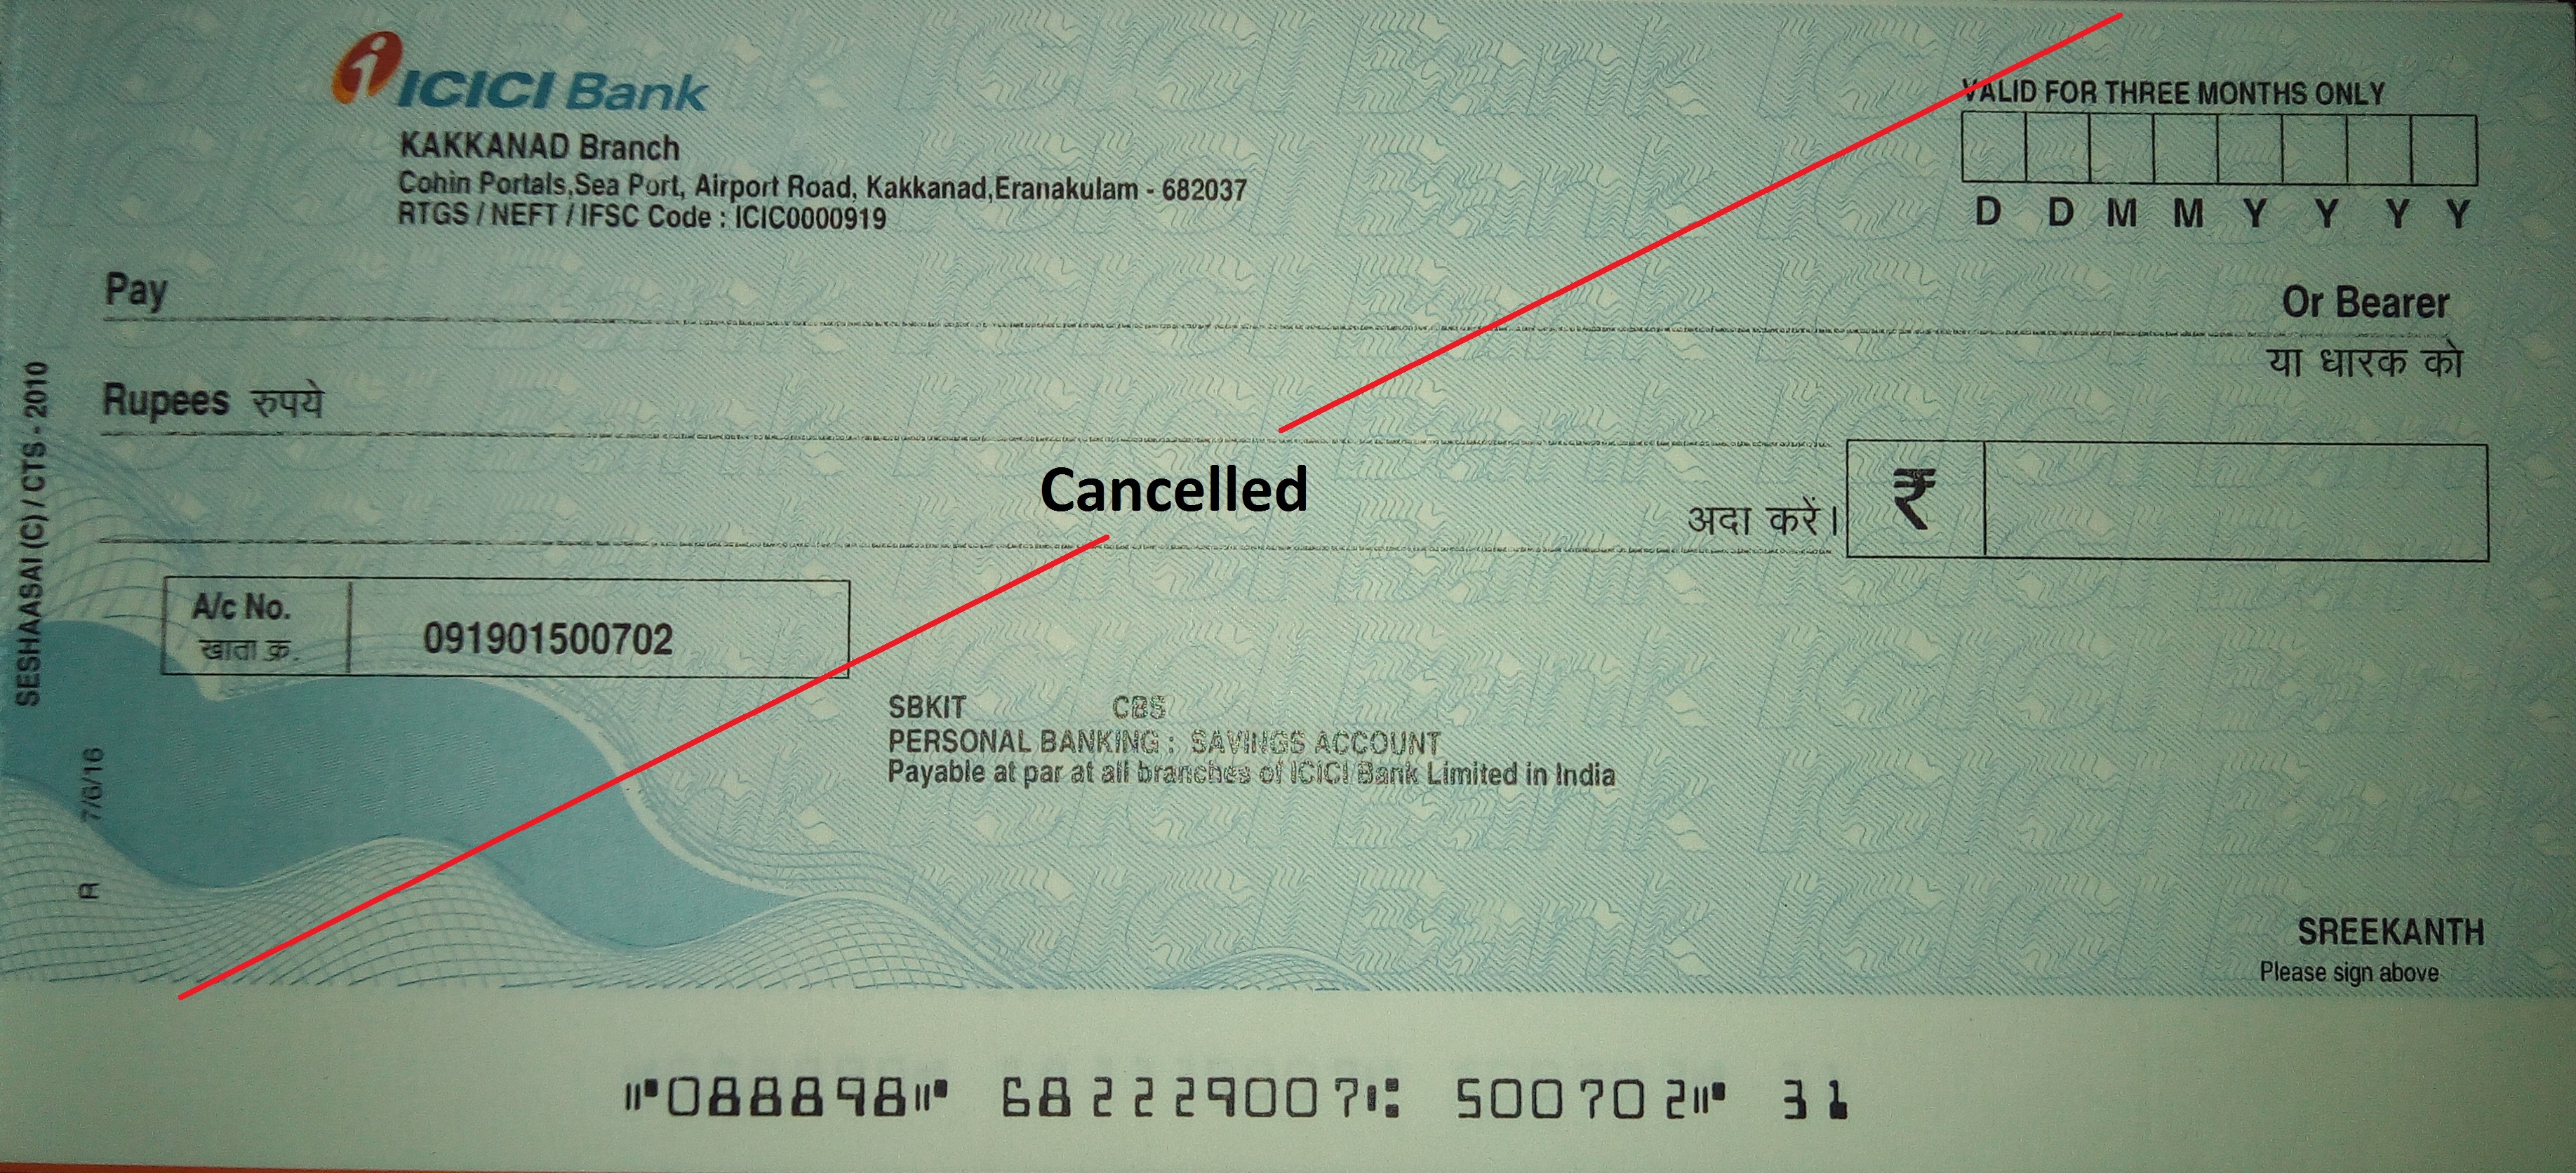 ICICI Bank
KAKKANAD Branch
Cohin Portals,Sea Port, Airport Road, Kakkanad,Eranakulam - 682037
RTGS / NEFT / IFSC Code : ICIC0000919
VALID FOR THREE MONTHS ONLY
D D M M Y Y Y Y
Pay
Or Bearer
या धारक को
Rupees रुपये
Cancelled
अदा करें।
₹
A/c No.
खाता क्र.
091901500702
SBKIT CBS
PERSONAL BANKING : SAVINGS ACCOUNT
Payable at par at all branches of ICICI Bank Limited in India
SREEKANTH
Please sign above
SESHAASAI (C) / CTS - 2010
R 7/6/16
⑈088898⑈ 682229007⑆ 500702⑈ 31